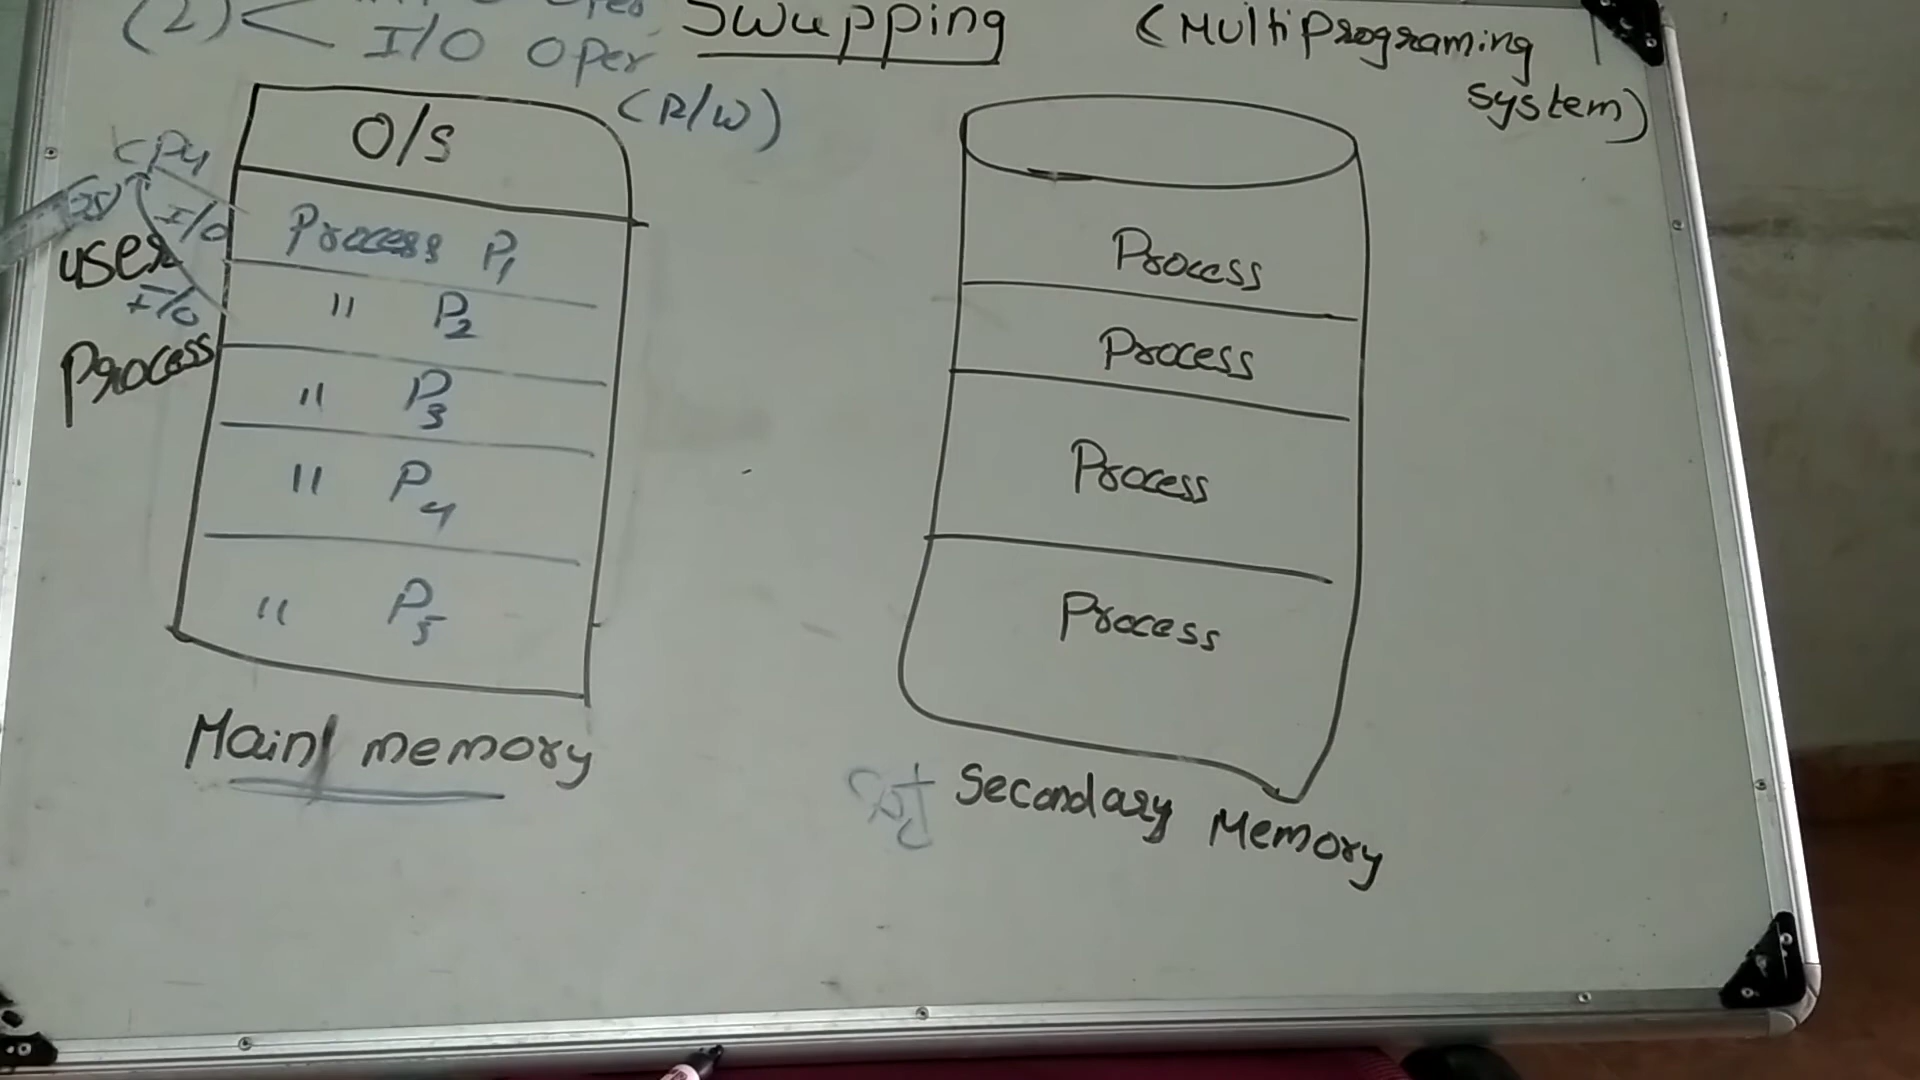 Swapping (MultiPrograming
system)
(2) <
I/O Oper
(R/W)
O/S
CPU
I/O
user
I/O
Process
Process P1
" P2
" P3
" P4
" P5
Main memory
Process
Process
Process
Process
Secondary Memory